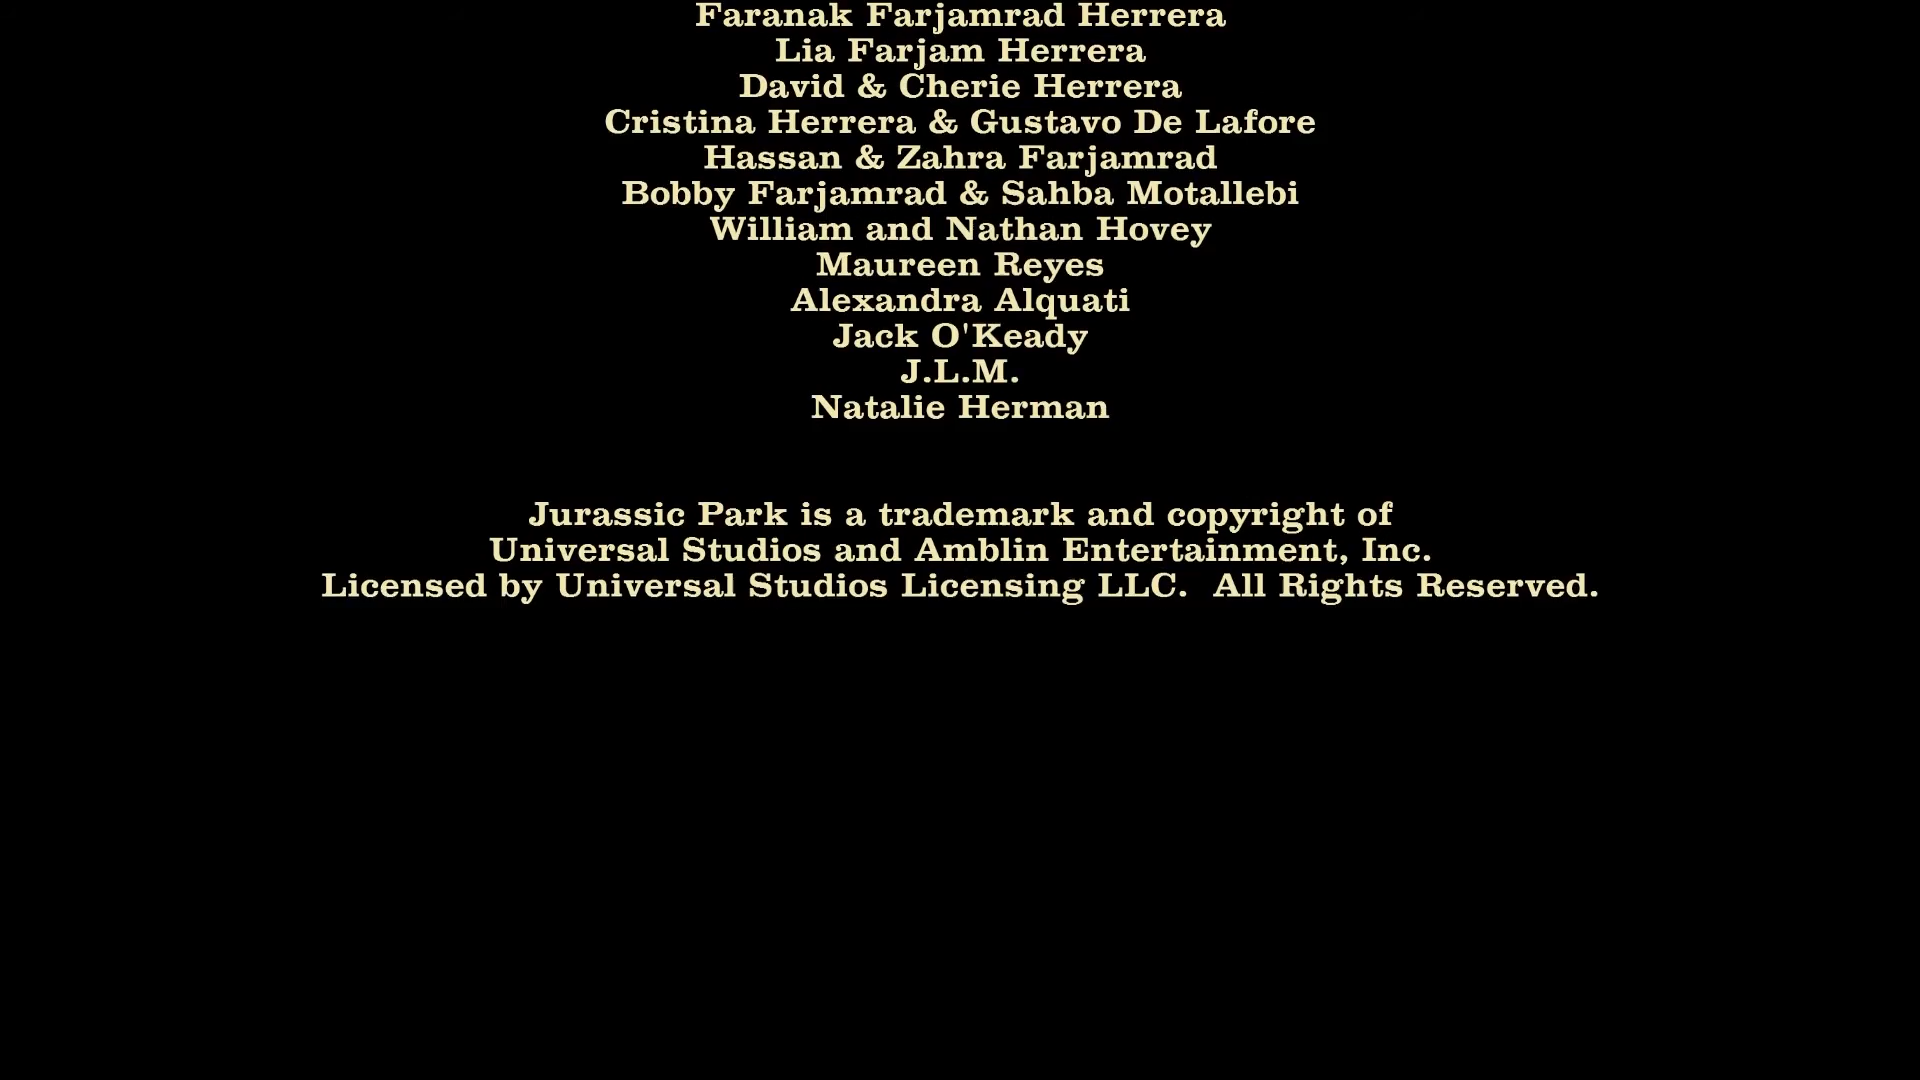 Faranak Farjamrad Herrera
Lia Farjam Herrera
David & Cherie Herrera
Cristina Herrera & Gustavo De Lafore
Hassan & Zahra Farjamrad
Bobby Farjamrad & Sahba Motallebi
William and Nathan Hovey
Maureen Reyes
Alexandra Alquati
Jack O'Keady
J.L.M.
Natalie Herman
Jurassic Park is a trademark and copyright of
Universal Studios and Amblin Entertainment, Inc.
Licensed by Universal Studios Licensing LLC.  All Rights Reserved.